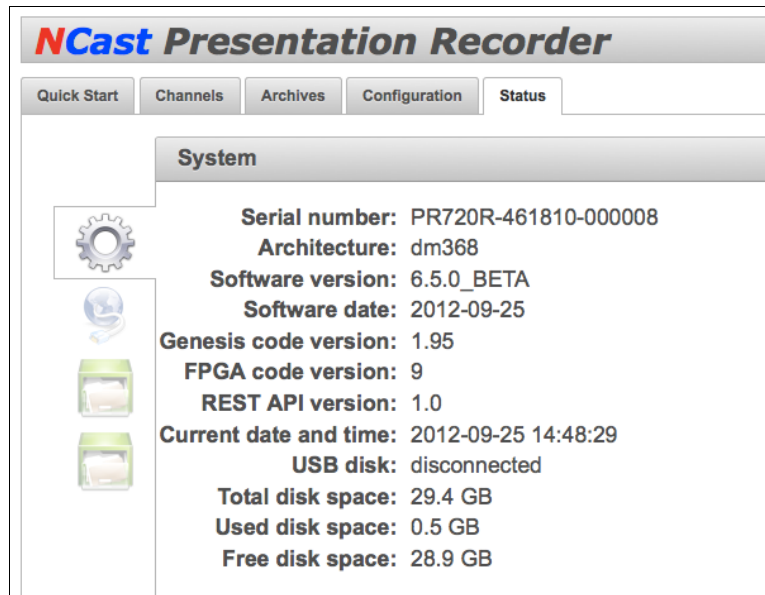 NCast Presentation Recorder
Quick Start Channels Archives Configuration Status
System
Serial number: PR720R-461810-000008
Architecture: dm368
Software version: 6.5.0_BETA
Software date: 2012-09-25
Genesis code version: 1.95
FPGA code version: 9
REST API version: 1.0
Current date and time: 2012-09-25 14:48:29
USB disk: disconnected
Total disk space: 29.4 GB
Used disk space: 0.5 GB
Free disk space: 28.9 GB